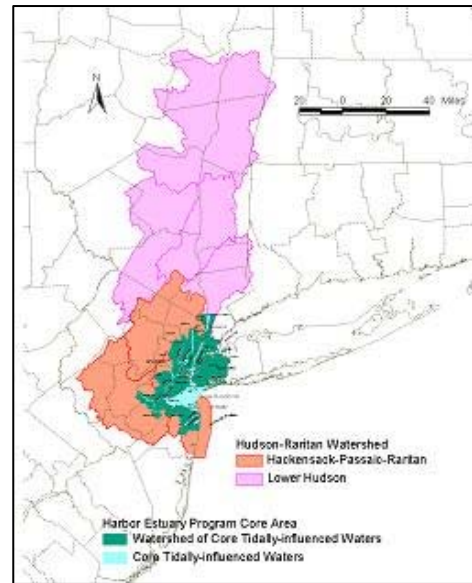 N
20 0 20 40 Miles
Hudson-Raritan Watershed
Hackensack-Passaic-Raritan
Lower Hudson
Harbor Estuary Program Core Area
Watershed of Core Tidally-influenced Waters
Core Tidally-influenced Waters